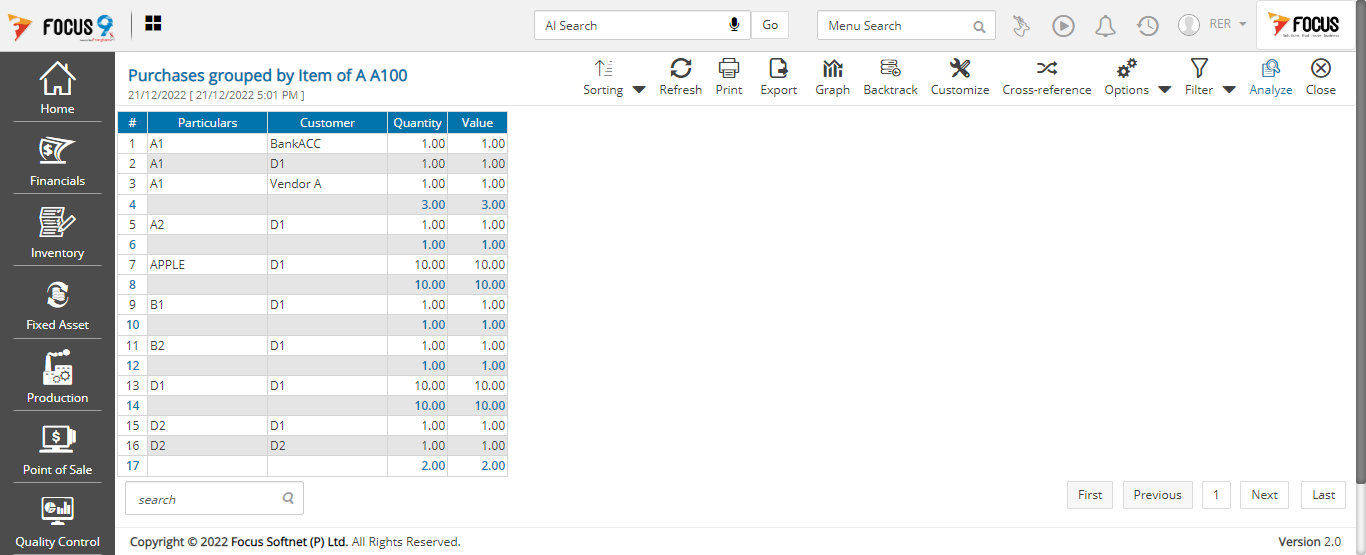 FOCUS 9
AI Search
Go
Menu Search
RER
FOCUS
Purchases grouped by Item of A A100
21/12/2022 [ 21/12/2022 5:01 PM ]
Sorting Refresh Print Export Graph Backtrack Customize Cross-reference Options Filter Analyze Close
Home
Financials
Inventory
Fixed Asset
Production
Point of Sale
Quality Control
# Particulars Customer Quantity Value
1 A1 BankACC 1.00 1.00
2 A1 D1 1.00 1.00
3 A1 Vendor A 1.00 1.00
4 3.00 3.00
5 A2 D1 1.00 1.00
6 1.00 1.00
7 APPLE D1 10.00 10.00
8 10.00 10.00
9 B1 D1 1.00 1.00
10 1.00 1.00
11 B2 D1 1.00 1.00
12 1.00 1.00
13 D1 D1 10.00 10.00
14 10.00 10.00
15 D2 D1 1.00 1.00
16 D2 D2 1.00 1.00
17 2.00 2.00
search
First Previous 1 Next Last
Copyright © 2022 Focus Softnet (P) Ltd. All Rights Reserved.
Version 2.0